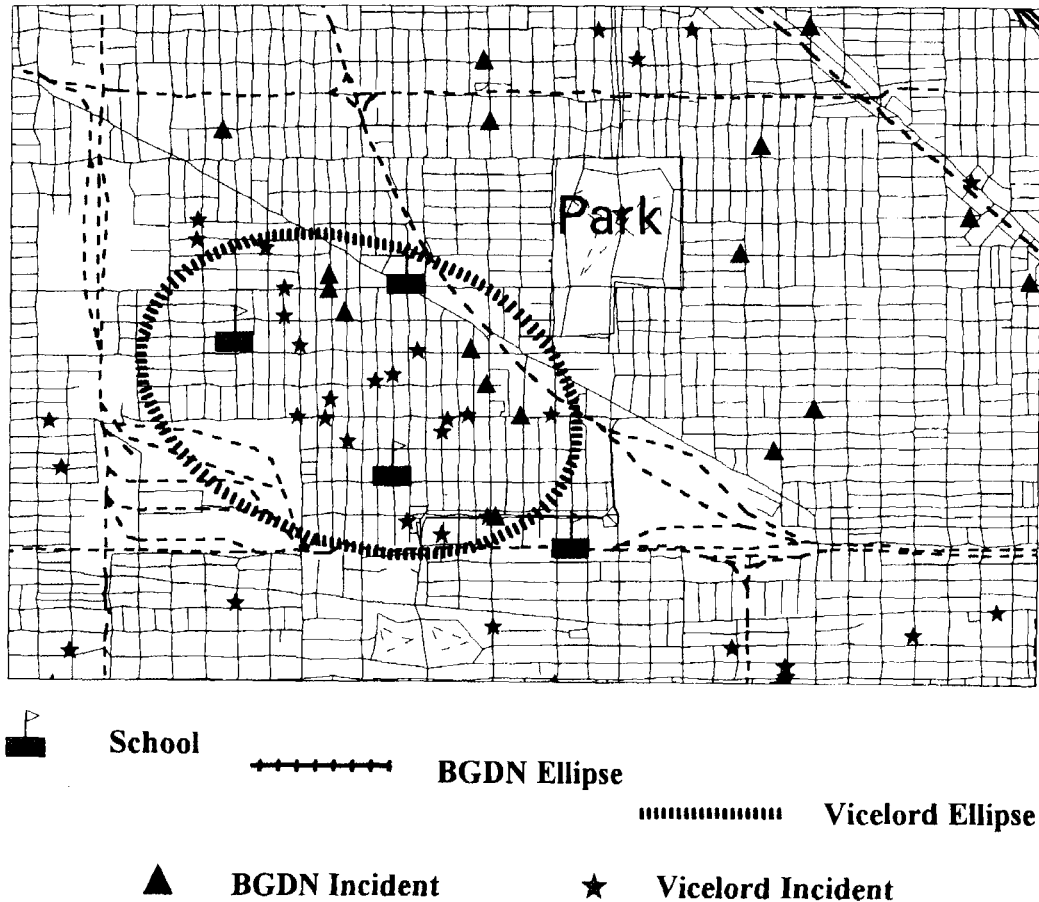 Park
School
BGDN Ellipse
Vicelord Ellipse
BGDN Incident
Vicelord Incident